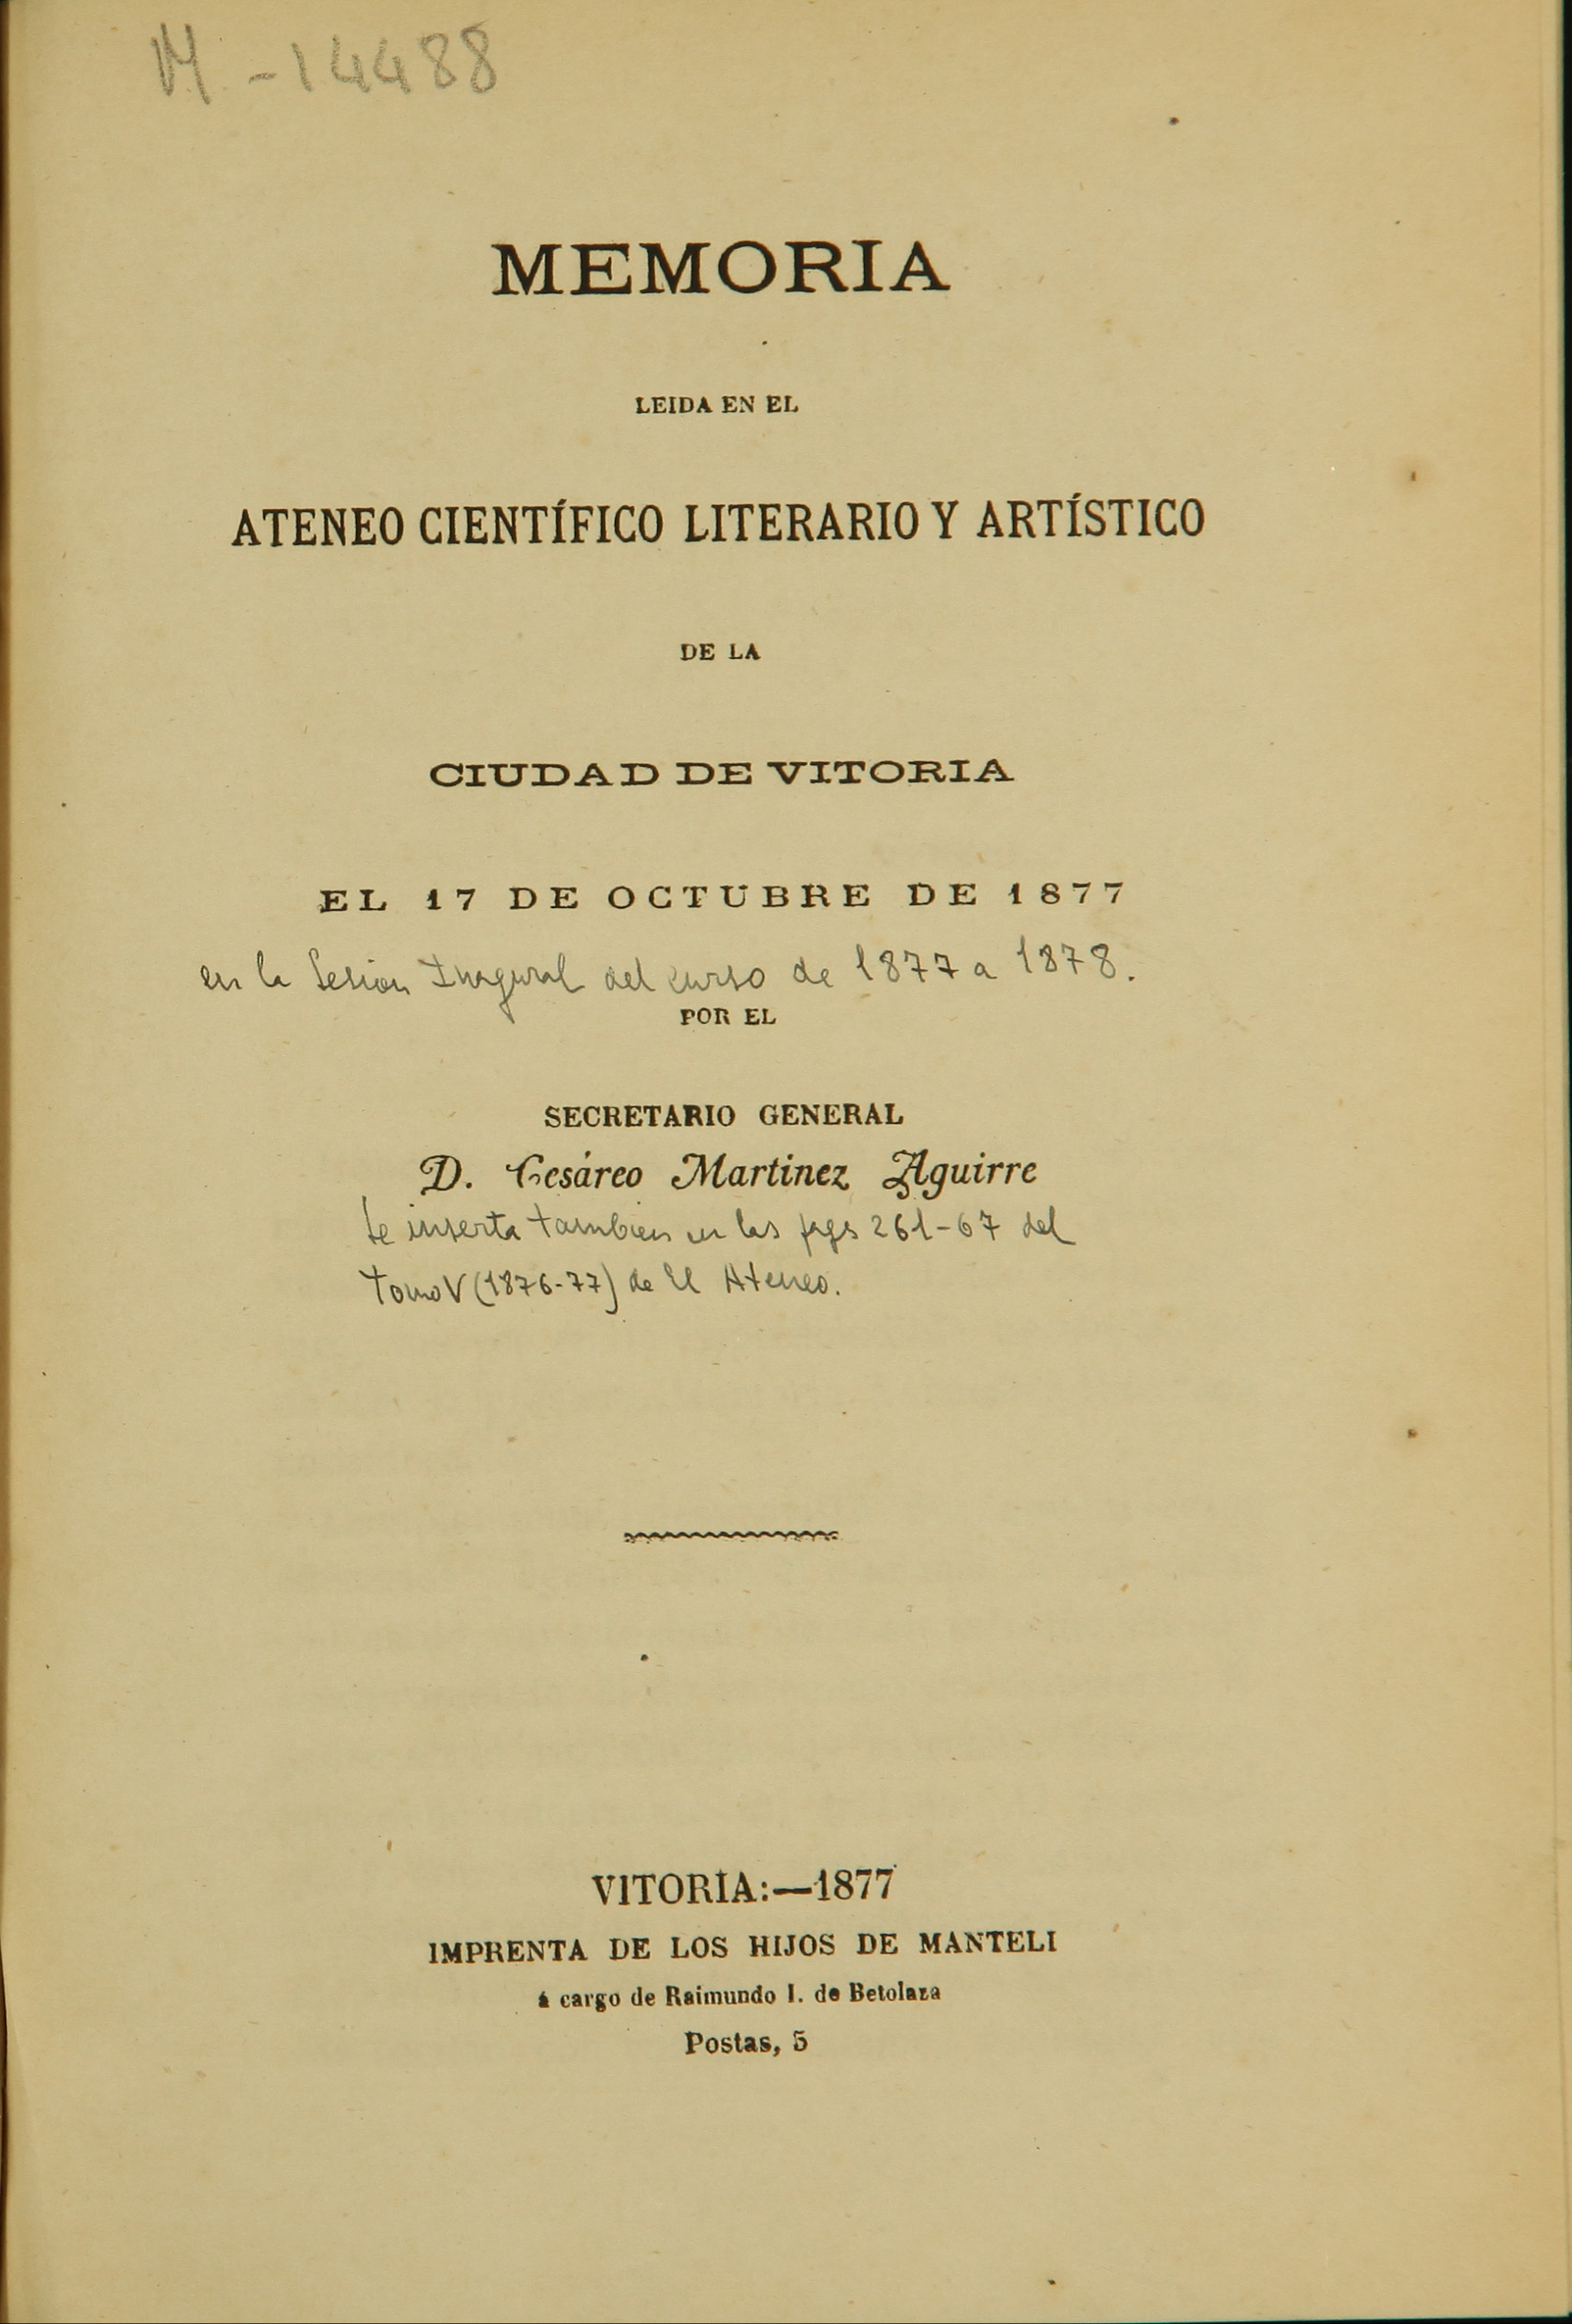 M-14488
MEMORIA
LEIDA EN EL
ATENEO CIENTÍFICO LITERARIO Y ARTÍSTICO
DE LA
CIUDAD DE VITORIA
EL 17 DE OCTUBRE DE 1877
en la Sesion Inagural del curso de 1877 a 1878.
POR EL
SECRETARIO GENERAL
D. Cesáreo Martinez Aguirre
Se inserta tambien en las pags 261-67 del
tomo V (1876-77) de El Ateneo.
VITORIA:—1877
IMPRENTA DE LOS HIJOS DE MANTELI
á cargo de Raimundo I. de Betolaza
Postas, 5